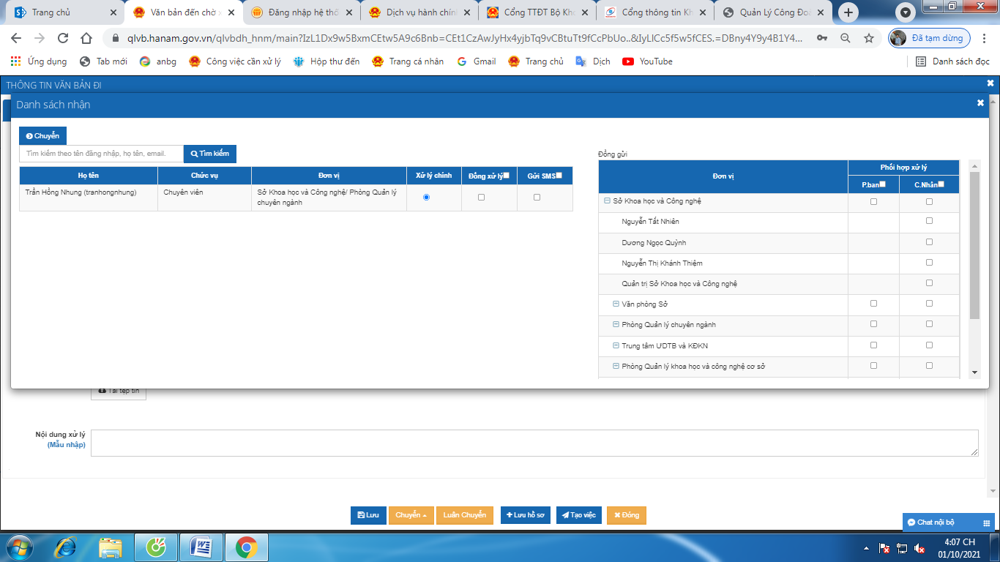 Trang chủ
Văn bản đến chờ x
Đăng nhập hệ thố
Dịch vụ hành chín
Cổng TTĐT Bộ Kho
Cổng thông tin Kh
Quản Lý Công Đoà
qlvb.hanam.gov.vn/qlvbdh_hnm/main?IzL1Dx9w5BxmCEtw5A9c6Bnb=CEt1CzAwJyHx4yjbTq9vCBtuTt9fCcPbUo..&IyLlCc5f5w5fCES.=DBny4Y9y4B1Y4...
Đã tạm dừng
Ứng dụng
Tab mới
anbg
Công việc cần xử lý
Hộp thư đến
Trang cá nhân
Gmail
Trang chủ
Dịch
YouTube
Danh sách đọc
THÔNG TIN VĂN BẢN ĐI
Danh sách nhận
Chuyển
Tìm kiếm theo tên đăng nhập, họ tên, email.
Tìm kiếm
Họ tên Chức vụ Đơn vị Xử lý chính Đồng xử lý Gửi SMS
Trần Hồng Nhung (tranhongnhung) Chuyên viên Sở Khoa học và Công nghệ/ Phòng Quản lý
chuyên ngành
Đồng gửi
Đơn vị Phối hợp xử lý
P.ban C.Nhân
Sở Khoa học và Công nghệ
Nguyễn Tất Nhiên
Dương Ngọc Quỳnh
Nguyễn Thị Khánh Thiệm
Quản trị Sở Khoa học và Công nghệ
Văn phòng Sở
Phòng Quản lý chuyên ngành
Trung tâm ƯDTB và KĐKN
Phòng Quản lý khoa học và công nghệ cơ sở
Tải tệp tin
Nội dung xử lý
(Mẫu nhập)
Lưu
Chuyển
Luân Chuyển
Lưu hồ sơ
Tạo việc
Đóng
Chat nội bộ
4:07 CH
01/10/2021